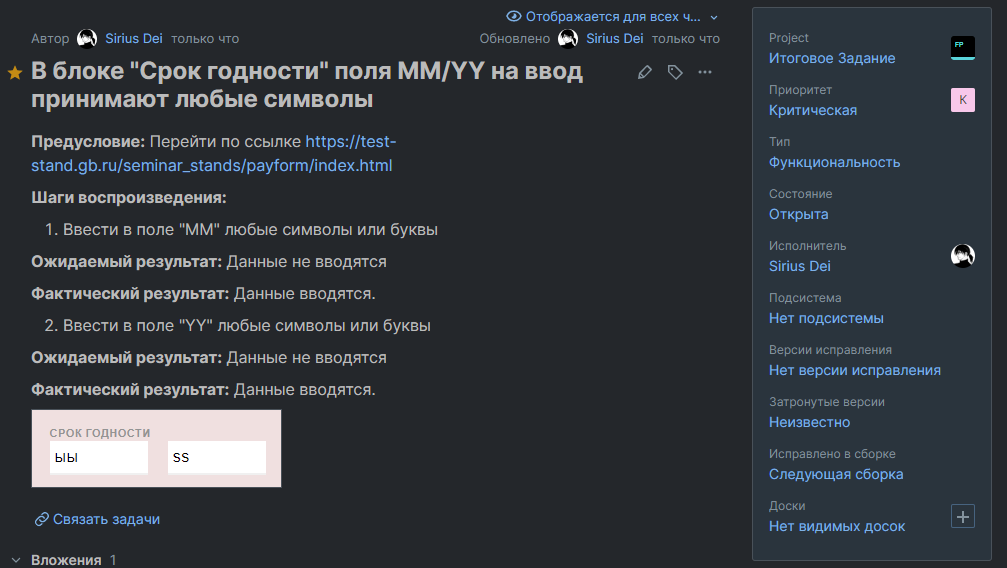 Отображается для всех ч...
Автор Sirius Dei только что
Обновлено Sirius Dei только что
В блоке "Срок годности" поля MM/YY на ввод
принимают любые символы
Предусловие: Перейти по ссылке https://test-
stand.gb.ru/seminar_stands/payform/index.html
Шаги воспроизведения:
1. Ввести в поле "MM" любые символы или буквы
Ожидаемый результат: Данные не вводятся
Фактический результат: Данные вводятся.
2. Ввести в поле "YY" любые символы или буквы
Ожидаемый результат: Данные не вводятся
Фактический результат: Данные вводятся.
СРОК ГОДНОСТИ
ЫЫ SS
Связать задачи
Вложения 1
Project
Итоговое Задание
FP
Приоритет
Критическая
К
Тип
Функциональность
Состояние
Открыта
Исполнитель
Sirius Dei
Подсистема
Нет подсистемы
Версии исправления
Нет версии исправления
Затронутые версии
Неизвестно
Исправлено в сборке
Следующая сборка
Доски
Нет видимых досок